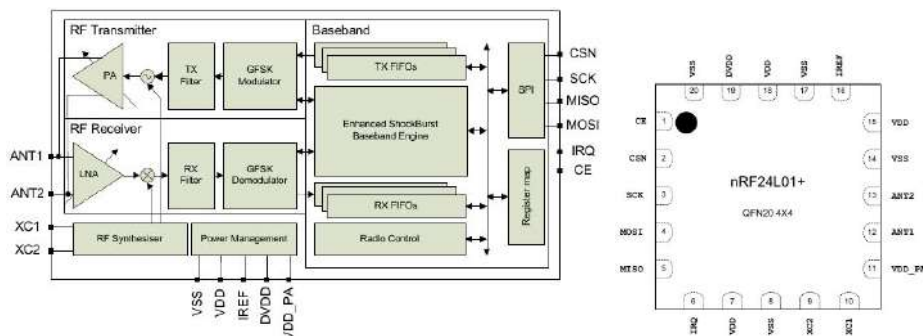 RF Transmitter
Baseband
PA
TX
Filter
GFSK
Modulator
TX FIFOs
SPI
CSN
SCK
MISO
MOSI
IRQ
CE
Enhanced ShockBurst
Baseband Engine
RF Receiver
ANT1
ANT2
LNA
RX
Filter
GFSK
Demodulator
RX FIFOs
Register map
XC1
XC2
RF Synthesiser
Power Management
Radio Control
VSS
VDD
IREF
DVDD
VDD_PA
VSS
DVDD
VDD
VSS
IREF
20
19
18
17
16
CE
1
15
VDD
CSN
2
14
VSS
nRF24L01+
SCK
3
13
ANT2
QFN20 4X4
MOSI
4
12
ANT1
MISO
5
11
VDD_PA
6
7
8
9
10
IRQ
VDD
VSS
XC2
XC1